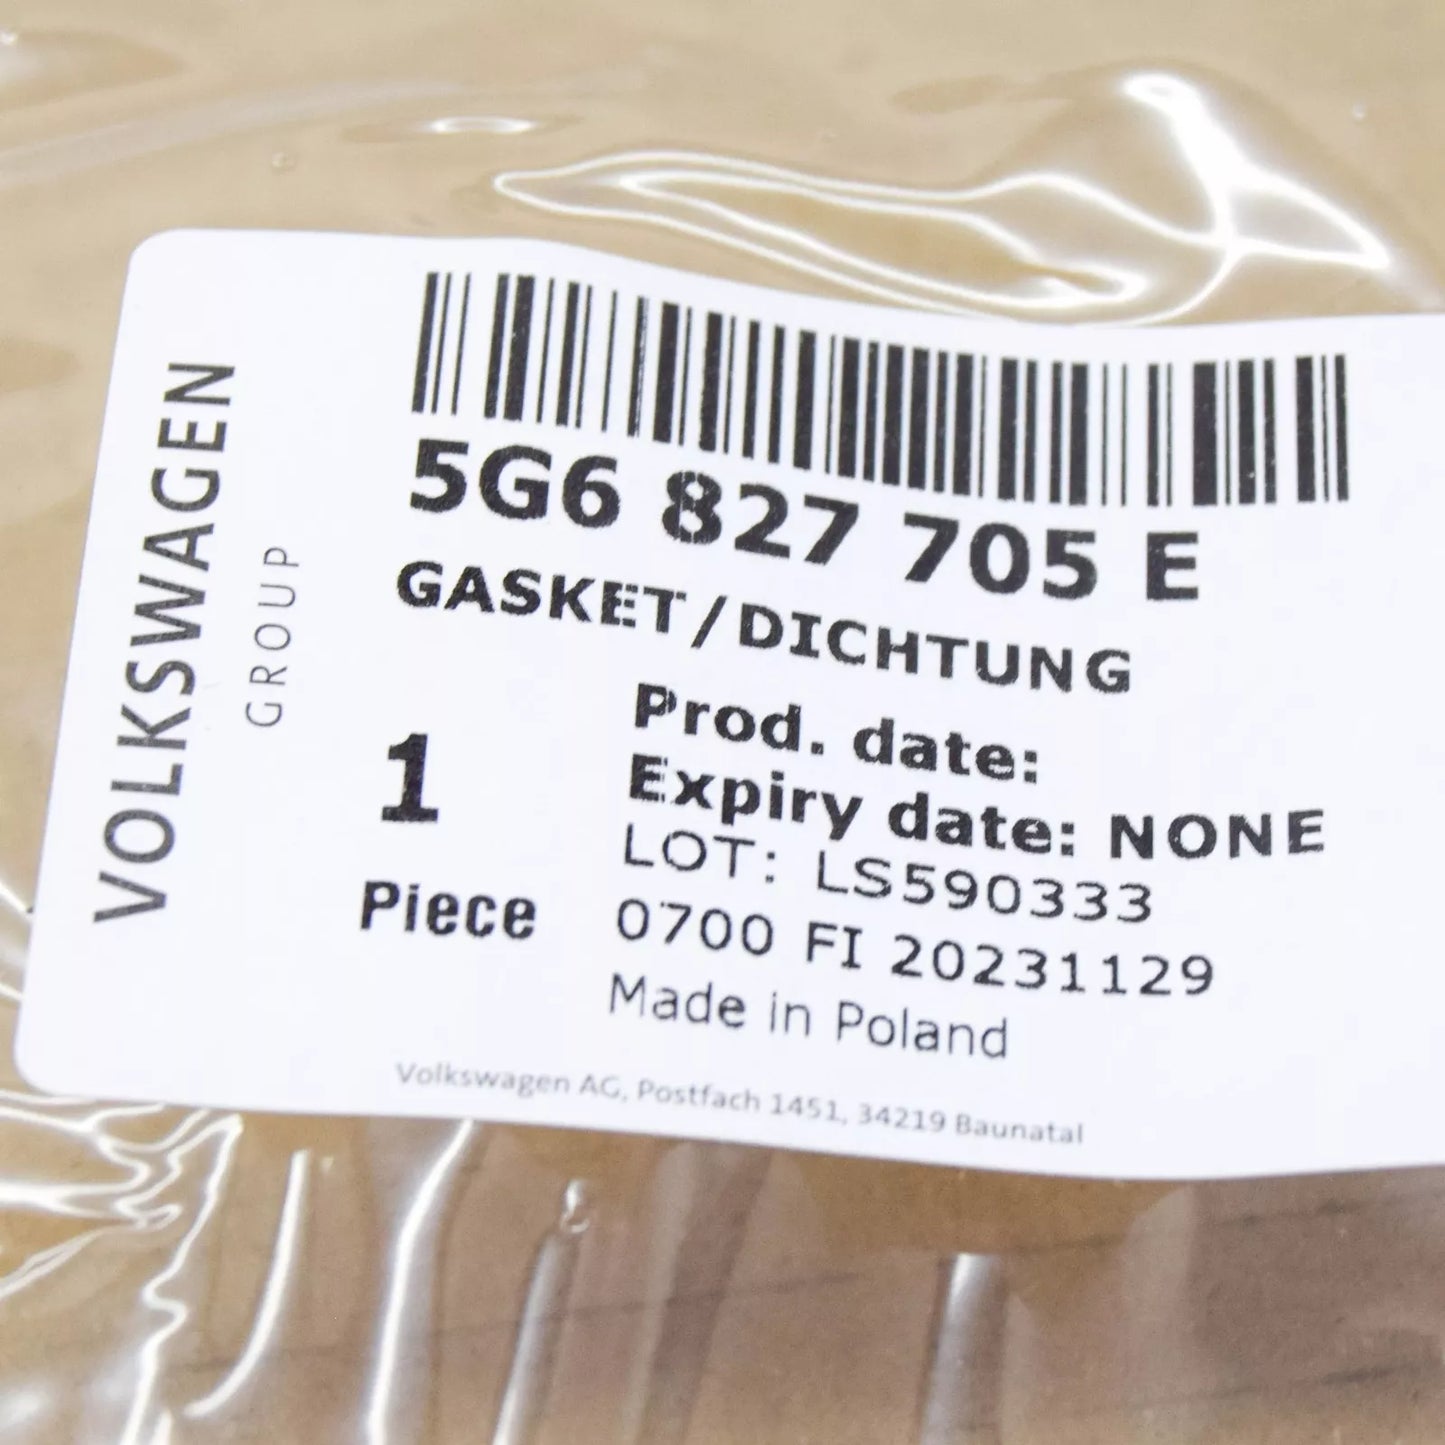 VOLKSWAGEN
GROUP
5G6 827 705 E
GASKET/DICHTUNG
1
Piece
Prod. date:
Expiry date: NONE
LOT: LS590333
0700 FI 20231129
Made in Poland
Volkswagen AG, Postfach 1451, 34219 Baunatal